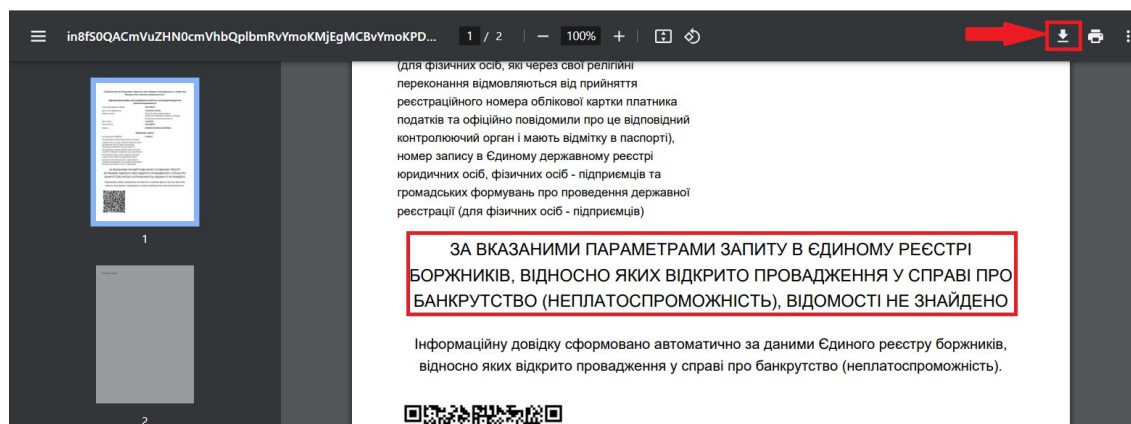 in8fS0QACmVuZHN0cmVhbQplbmRvYmoKMjEgMCBvYmoKPD... 1 / 2 100%
(для фізичних осіб, які через свої релігійні
переконання відмовляються від прийняття
реєстраційного номера облікової картки платника
податків та офіційно повідомили про це відповідний
контролюючий орган і мають відмітку в паспорті),
номер запису в Єдиному державному реєстрі
юридичних осіб, фізичних осіб - підприємців та
громадських формувань про проведення державної
реєстрації (для фізичних осіб - підприємців)
ЗА ВКАЗАНИМИ ПАРАМЕТРАМИ ЗАПИТУ В ЄДИНОМУ РЕЄСТРІ
БОРЖНИКІВ, ВІДНОСНО ЯКИХ ВІДКРИТО ПРОВАДЖЕННЯ У СПРАВІ ПРО
БАНКРУТСТВО (НЕПЛАТОСПРОМОЖНІСТЬ), ВІДОМОСТІ НЕ ЗНАЙДЕНО
Інформаційну довідку сформовано автоматично за даними Єдиного реєстру боржників,
відносно яких відкрито провадження у справі про банкрутство (неплатоспроможність).
1
2